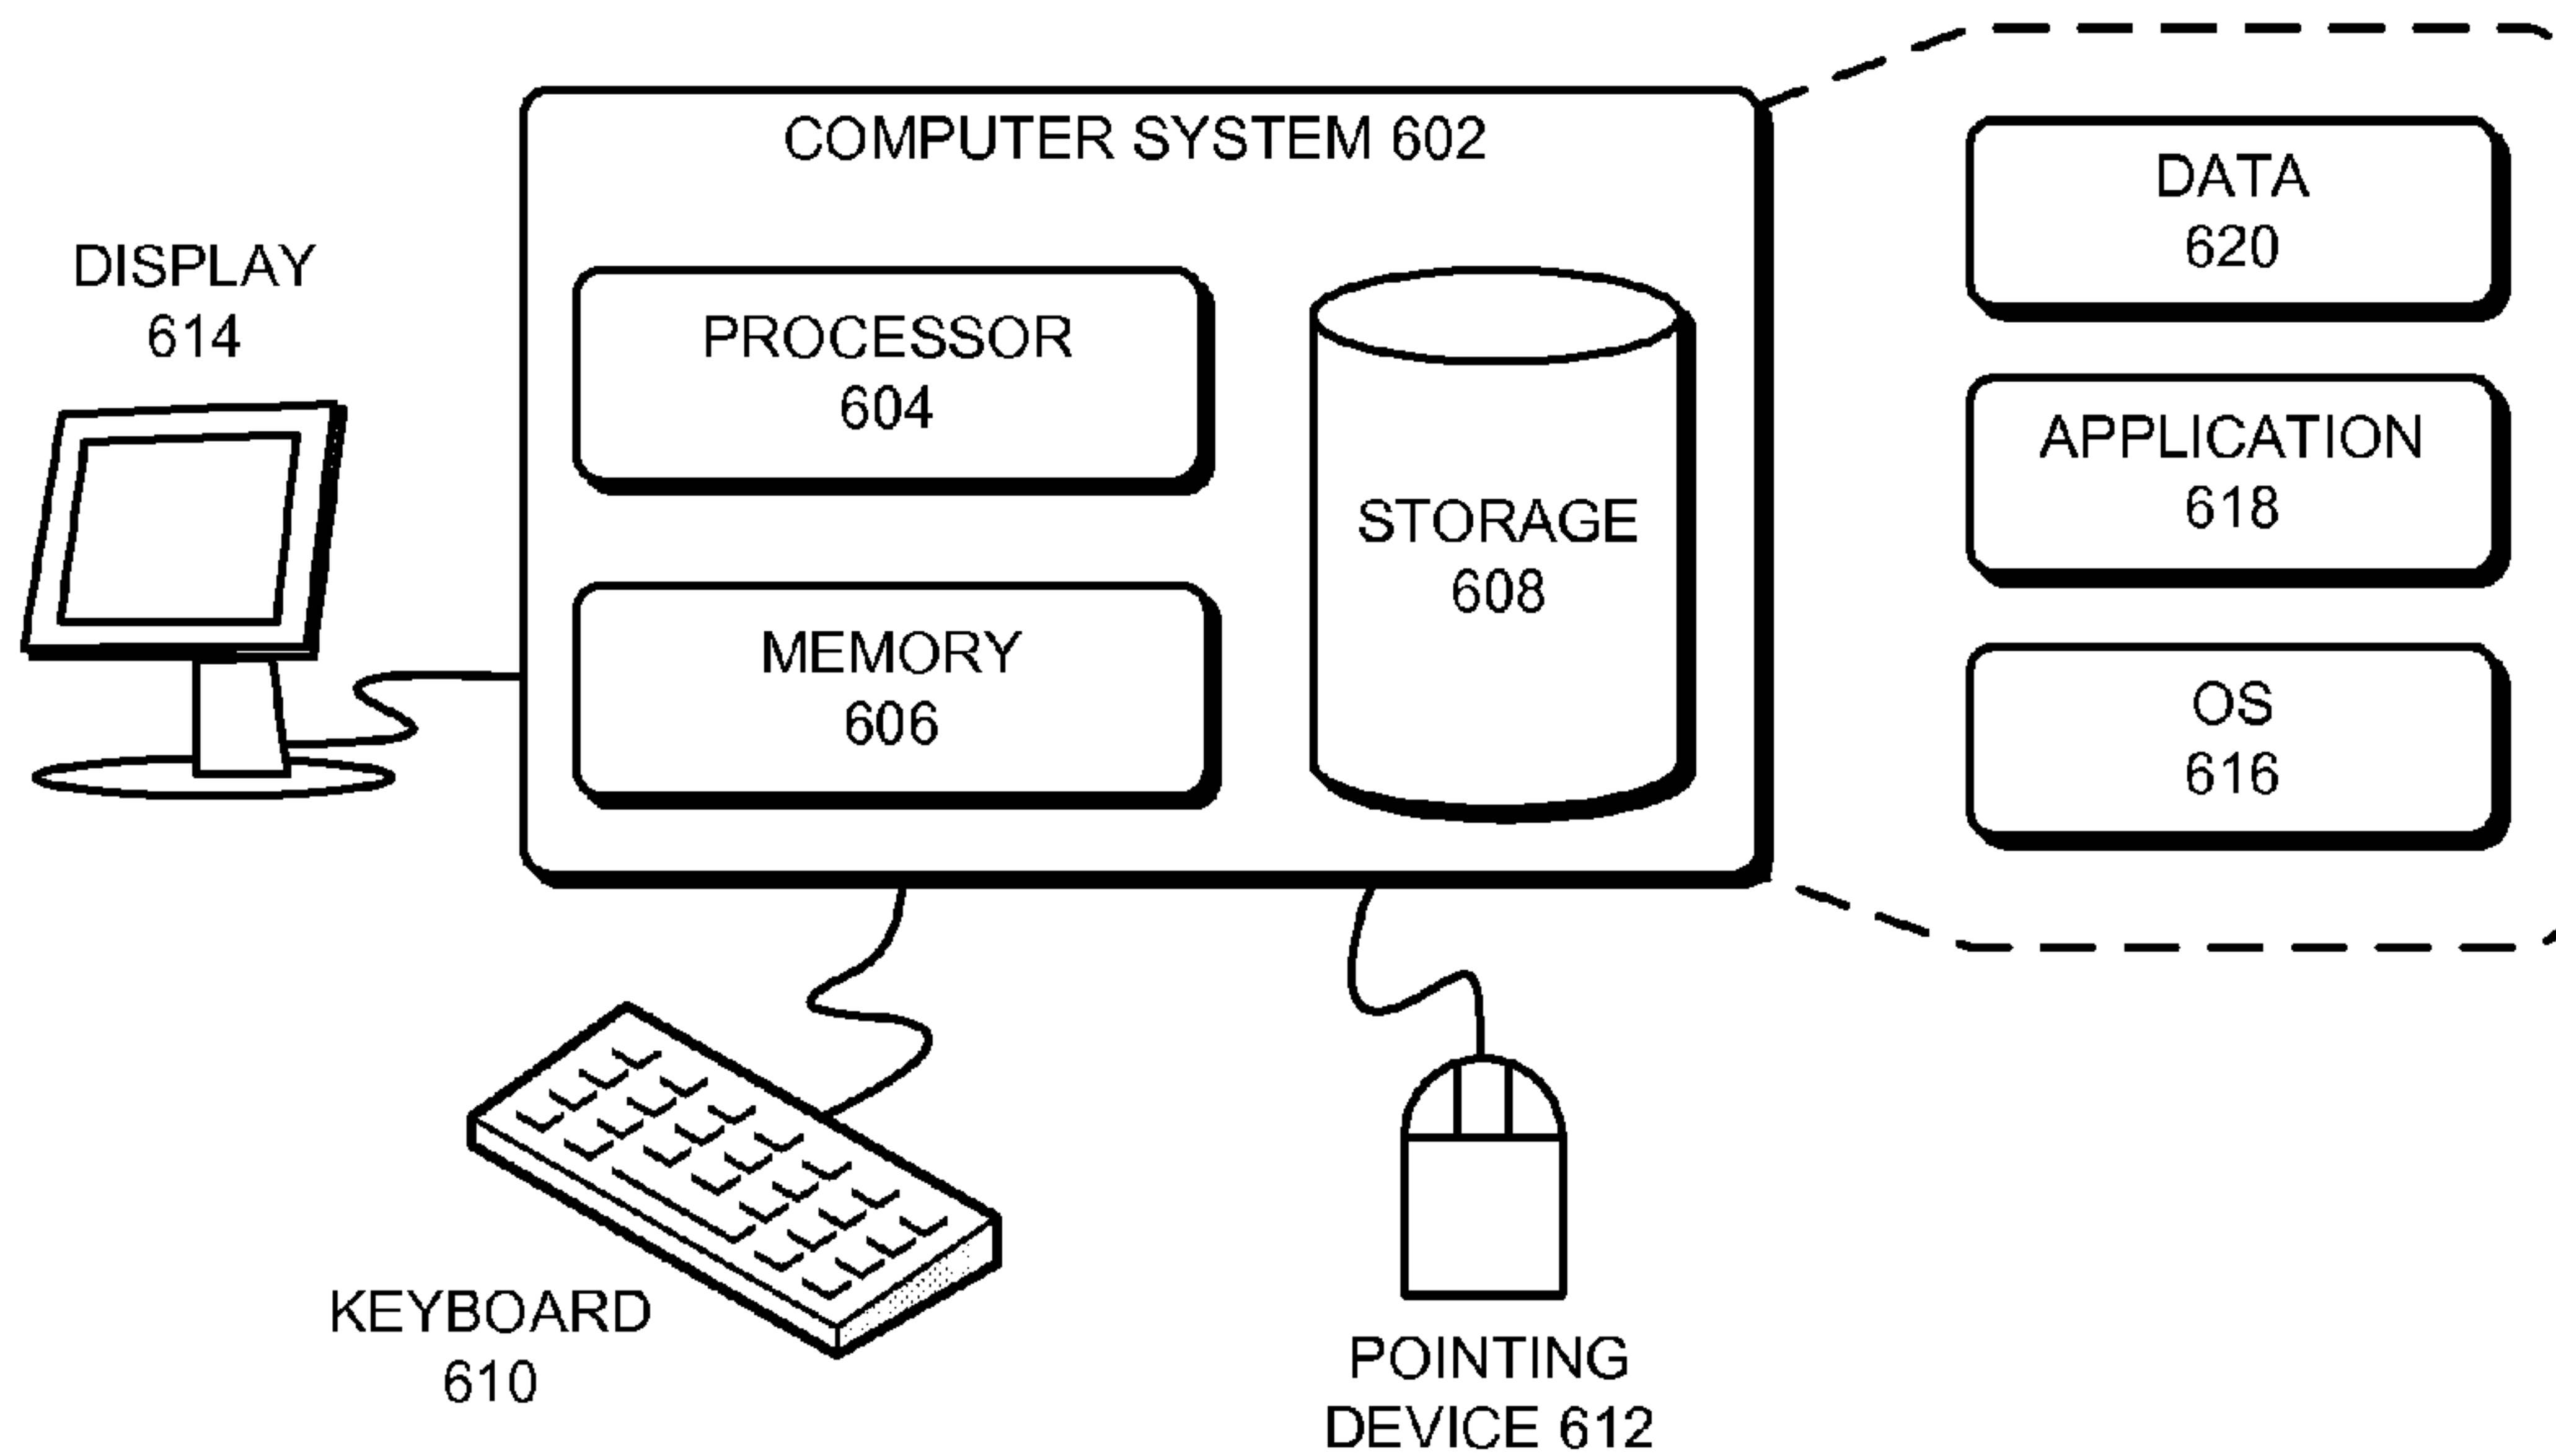 COMPUTER SYSTEM 602
DISPLAY
614
PROCESSOR
604
MEMORY
606
STORAGE
608
DATA
620
APPLICATION
618
OS
616
KEYBOARD
610
POINTING
DEVICE 612